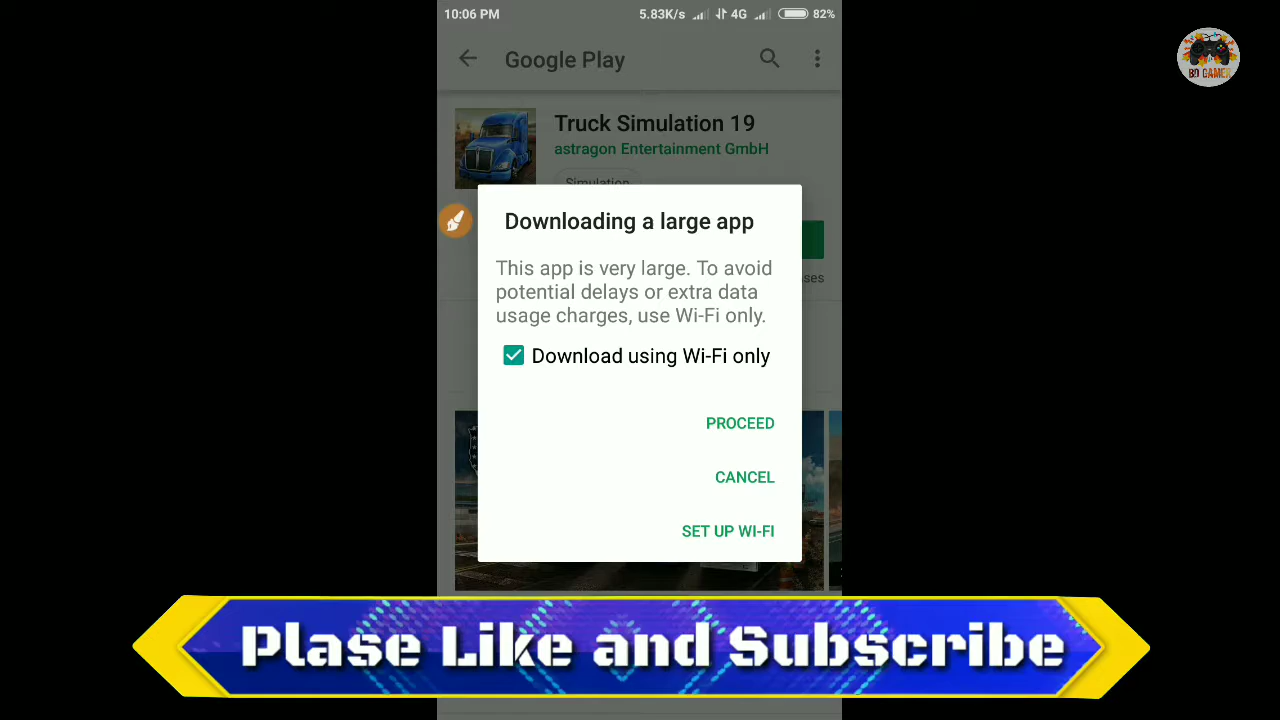 10:06 PM 5.83K/s 4G 82%
Google Play
BD GAMER
Truck Simulation 19
astragon Entertainment GmbH
Simulation
Downloading a large app
This app is very large. To avoid
potential delays or extra data
usage charges, use Wi-Fi only.
Download using Wi-Fi only
PROCEED
CANCEL
SET UP WI-FI
Plase Like and Subscribe